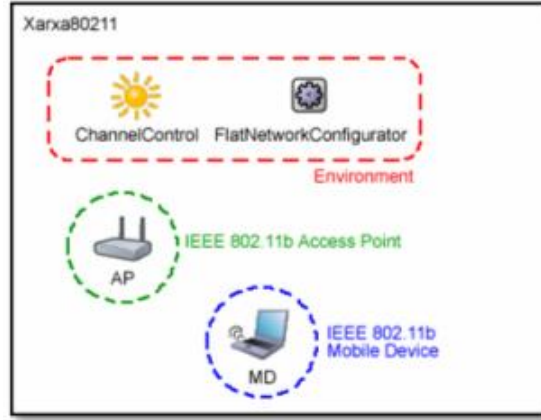 Xarxa80211
ChannelControl FlatNetworkConfigurator
Environment
IEEE 802.11b Access Point
AP
IEEE 802.11b
Mobile Device
MD